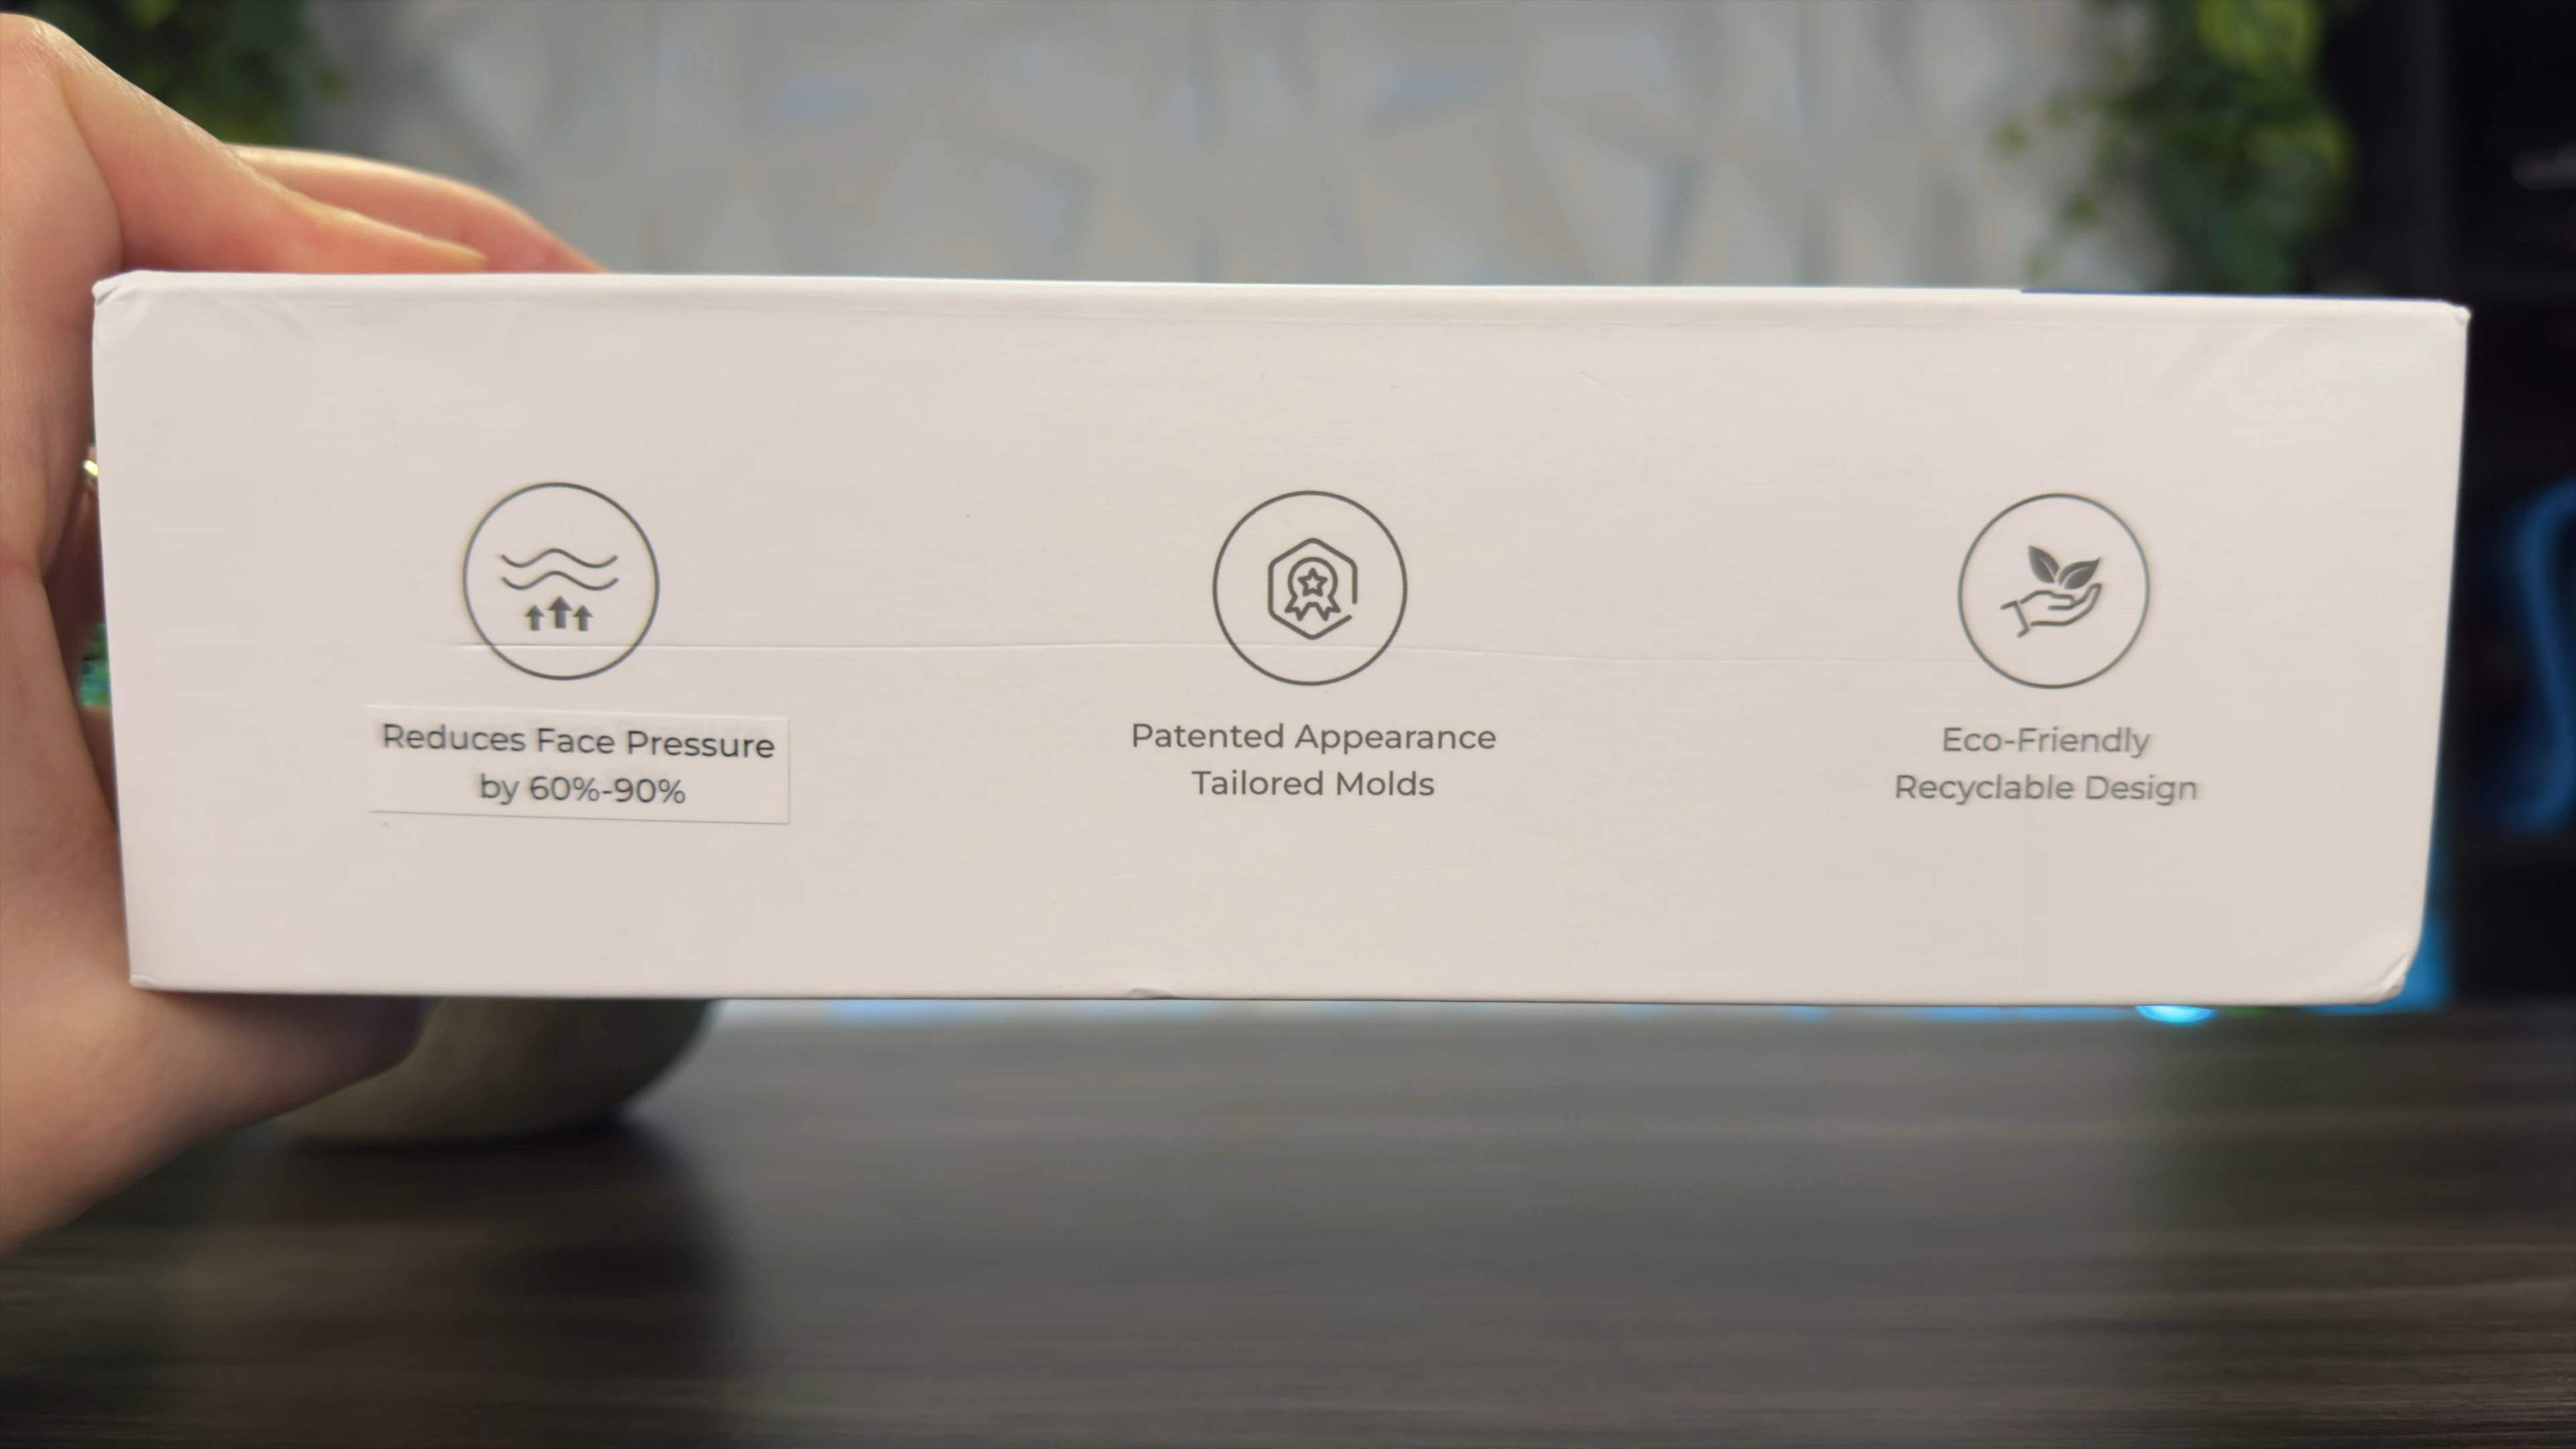 Reduces Face Pressure
by 60%-90%
Patented Appearance
Tailored Molds
Eco-Friendly
Recyclable Design